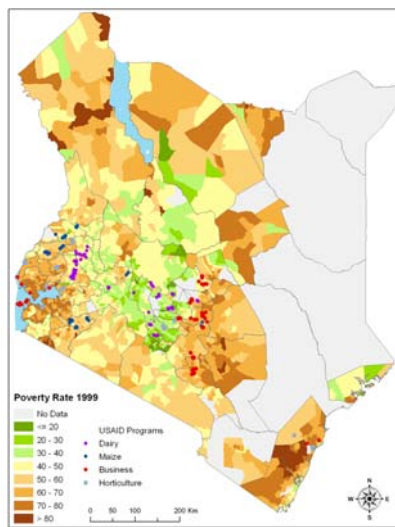 Poverty Rate 1999
No Data
<= 20
20 - 30
30 - 40
40 - 50
50 - 60
60 - 70
70 - 80
> 80
USAID Programs
Dairy
Maize
Business
Horticulture
0 50 100 200 Km
N
W E
S